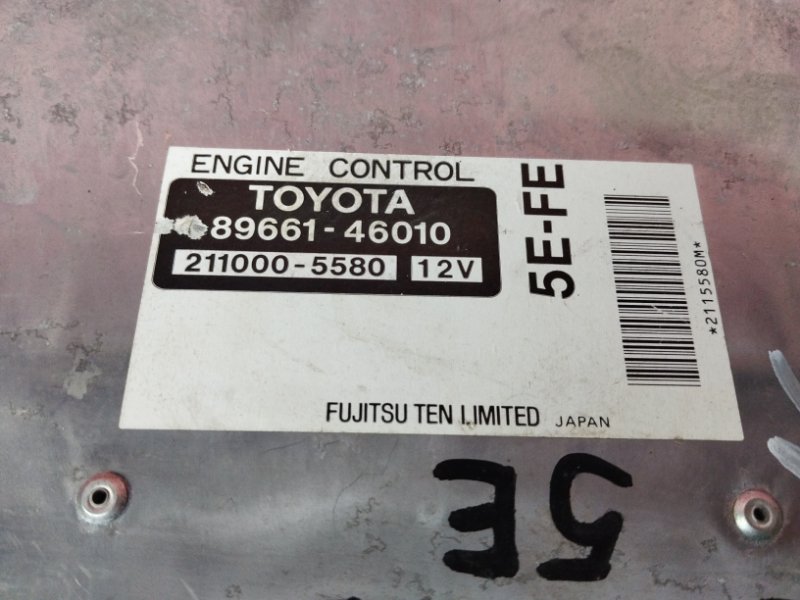 ENGINE CONTROL
TOYOTA
89661-46010
211000-5580 12V
5E-FE
*2115580M*
FUJITSU TEN LIMITED JAPAN
5E